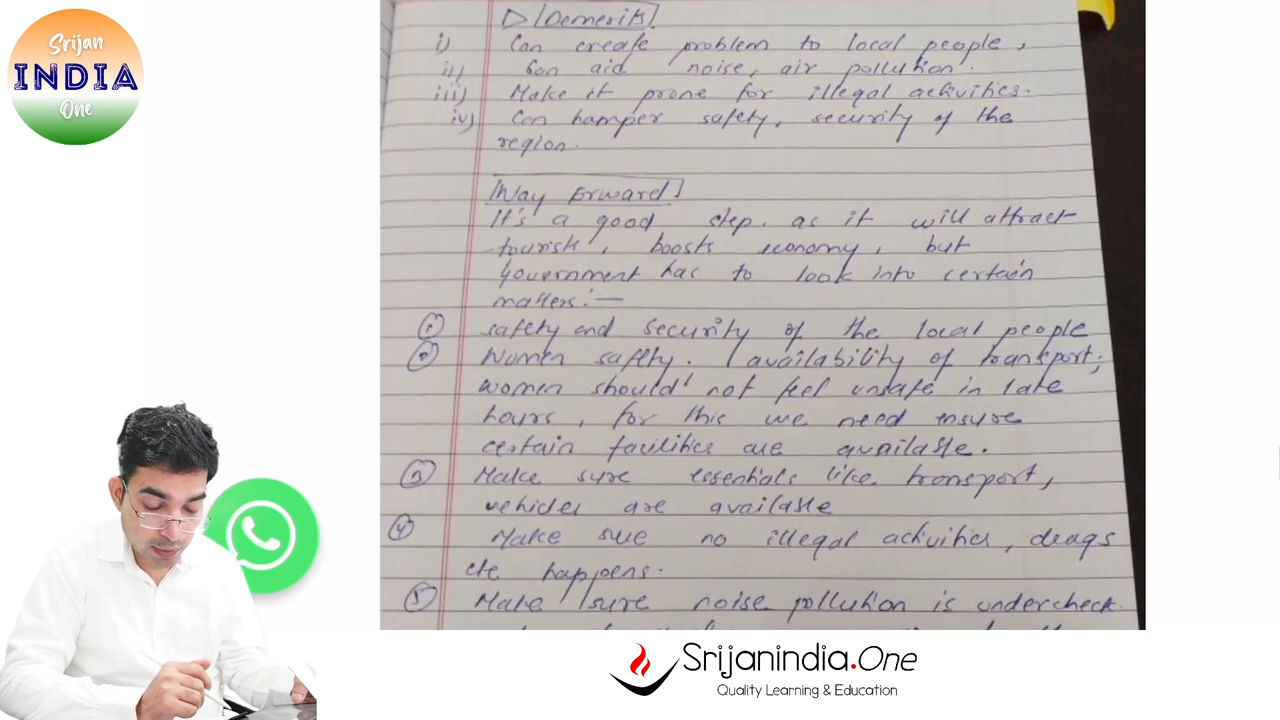 Srijan
INDIA
One
Demerits
i) Can create problem to local people,
ii) Can aid noise, air pollution.
iii) Make it prone for illegal activities.
iv) Can hamper safety, security of the
region.
Way Forward
It's a good step. as it will attract
tourists, boosts economy, but
Government has to look into certain
matters:—
1 safety and security of the local people
2 Women safety. availability of transport;
women should not feel unsafe in late
hours, for this we need ensure
certain facilities are available.
3 Make sure essentials like transport,
vehicles are available
4 Make sure no illegal activities, drugs
etc happens.
5 Make sure noise pollution is undercheck.
Srijanindia.One
Quality Learning & Education